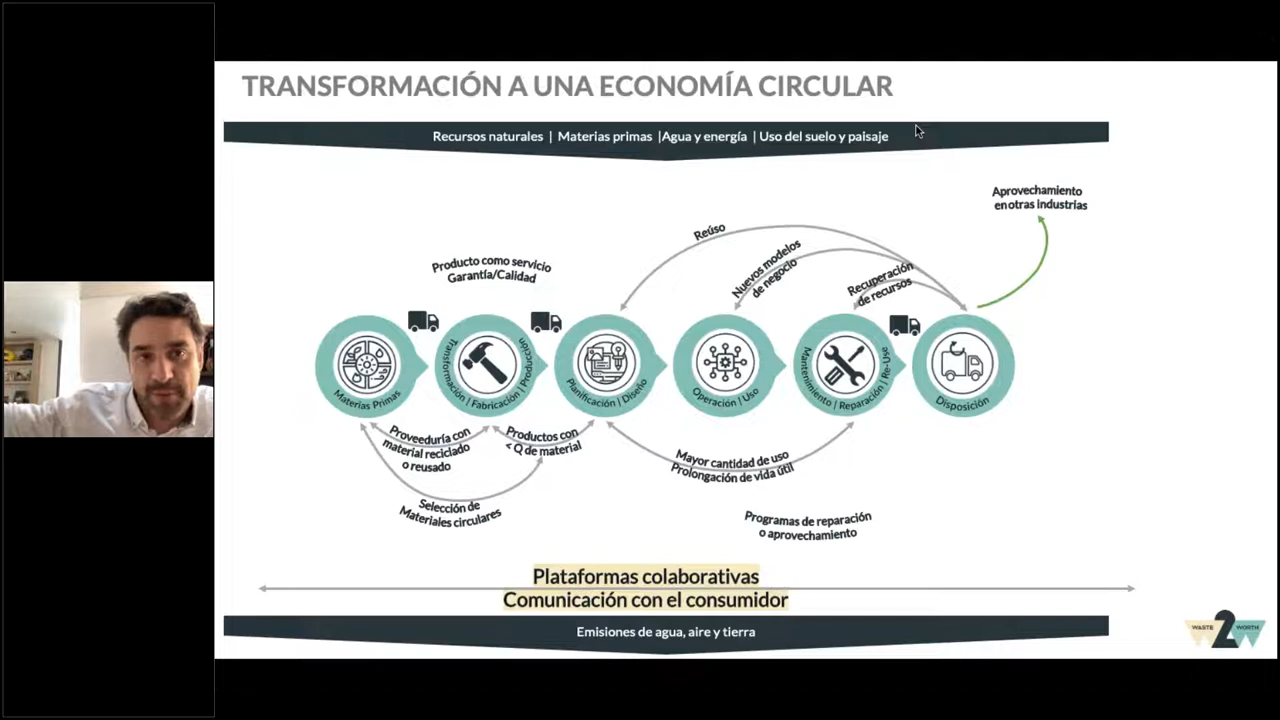 TRANSFORMACIÓN A UNA ECONOMÍA CIRCULAR
Recursos naturales | Materias primas |Agua y energía | Uso del suelo y paisaje
Aprovechamiento
en otras industrias
Reúso
Nuevos modelos
de negocio
Recuperación
de recursos
Producto como servicio
Garantía/Calidad
Materias Primas
Transformación | Fabricación | Producción
Planificación | Diseño
Operación | Uso
Mantenimiento | Reparación | Re-Use
Disposición
Proveeduría con
material reciclado
o reusado
Productos con
< Q de material
Mayor cantidad de uso
Prolongación de vida útil
Selección de
Materiales circulares
Programas de reparación
o aprovechamiento
Plataformas colaborativas
Comunicación con el consumidor
Emisiones de agua, aire y tierra
WASTE 2 WORTH